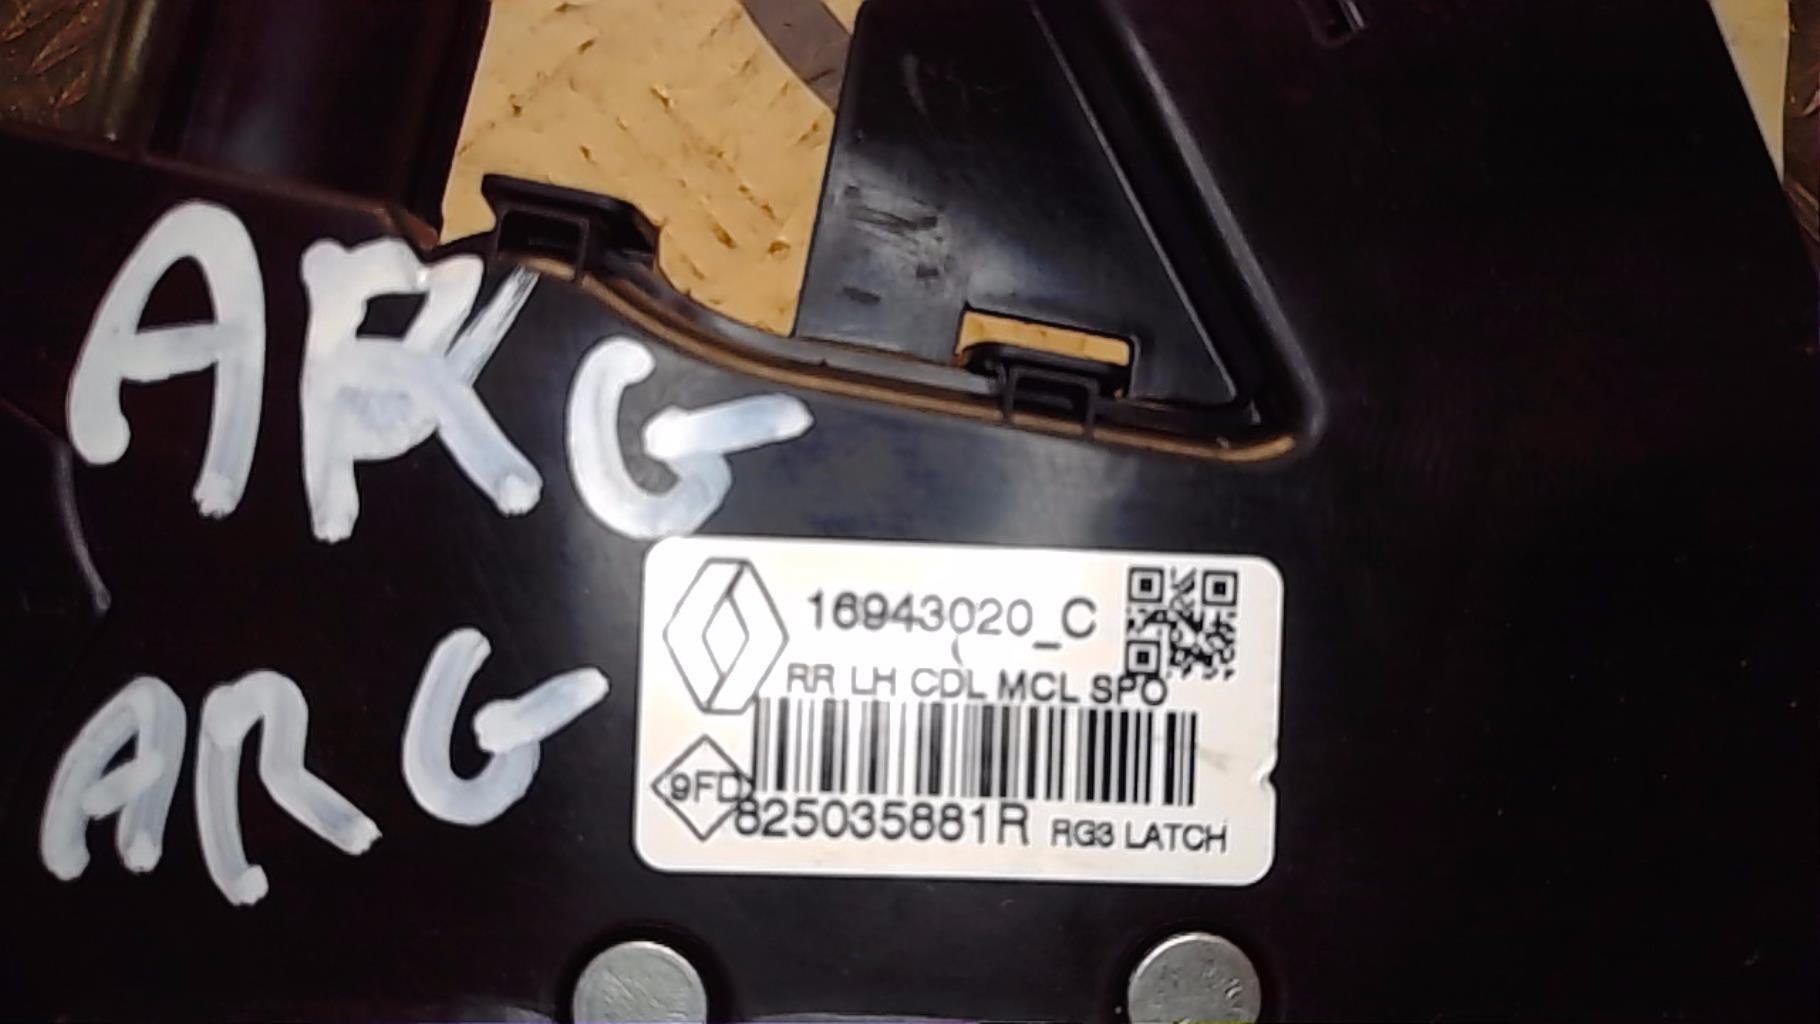 ARG
ARG
16943020_C
RR LH CDL MCL SPO
9FD
825035881R RG3 LATCH